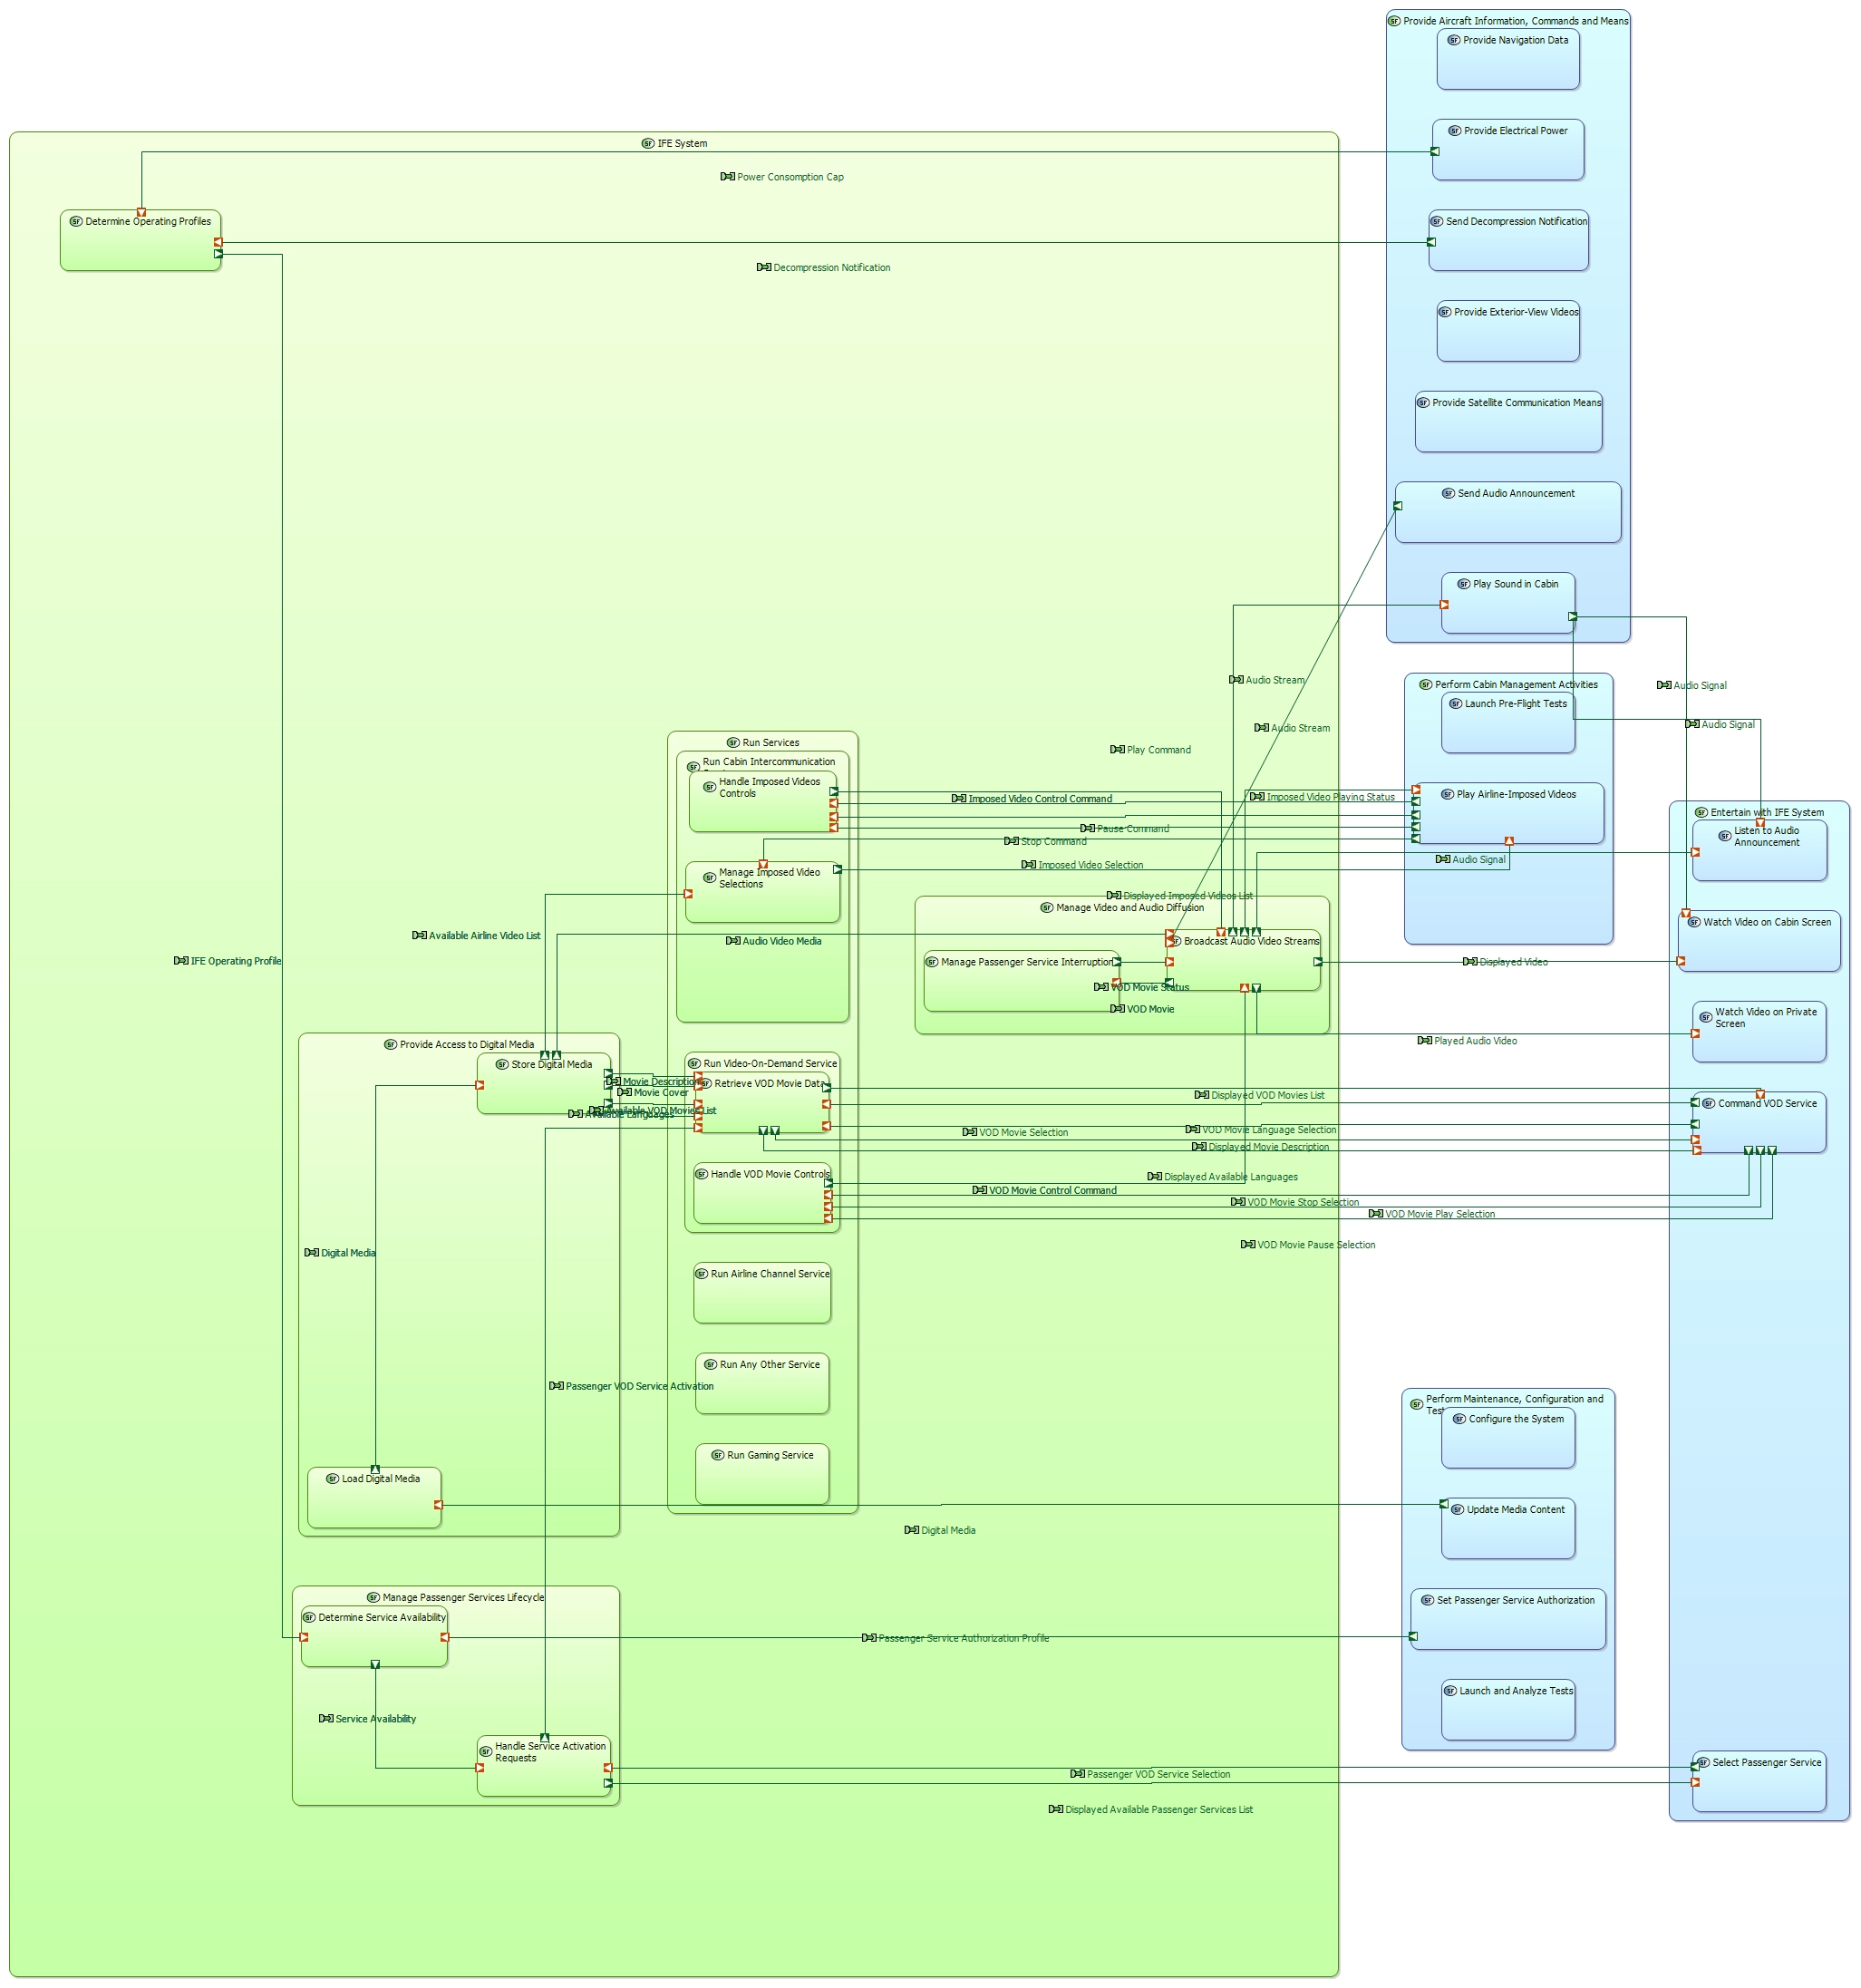 Provide Aircraft Information, Commands and Means
Provide Navigation Data
Provide Electrical Power
IFE System
Power Consomption Cap
Determine Operating Profiles
Send Decompression Notification
Decompression Notification
Provide Exterior-View Videos
Provide Satellite Communication Means
Send Audio Announcement
Play Sound in Cabin
Audio Stream
Audio Signal
Perform Cabin Management Activities
Launch Pre-Flight Tests
Audio Signal
Audio Stream
Run Services
Play Command
Run Cabin Intercommunication
Handle Imposed Videos
Controls
Imposed Video Control Command
Imposed Video Playing Status
Play Airline-Imposed Videos
Entertain with IFE System
Pause Command
Listen to Audio
Announcement
Stop Command
Audio Signal
Imposed Video Selection
Manage Imposed Video
Selections
Displayed Imposed Videos List
Manage Video and Audio Diffusion
Watch Video on Cabin Screen
Available Airline Video List
Audio Video Media
Broadcast Audio Video Streams
IFE Operating Profile
Manage Passenger Service Interruption
Displayed Video
VOD Movie Status
VOD Movie
Watch Video on Private
Screen
Provide Access to Digital Media
Played Audio Video
Store Digital Media
Run Video-On-Demand Service
Movie Description
Retrieve VOD Movie Data
Movie Cover
Displayed VOD Movies List
Command VOD Service
Available VOD Movies List
Available Languages
VOD Movie Selection
VOD Movie Language Selection
Displayed Movie Description
Handle VOD Movie Controls
Displayed Available Languages
VOD Movie Control Command
VOD Movie Stop Selection
VOD Movie Play Selection
Digital Media
VOD Movie Pause Selection
Run Airline Channel Service
Run Any Other Service
Passenger VOD Service Activation
Perform Maintenance, Configuration and
Test
Configure the System
Run Gaming Service
Load Digital Media
Update Media Content
Digital Media
Manage Passenger Services Lifecycle
Set Passenger Service Authorization
Determine Service Availability
Passenger Service Authorization Profile
Launch and Analyze Tests
Service Availability
Handle Service Activation
Requests
Select Passenger Service
Passenger VOD Service Selection
Displayed Available Passenger Services List